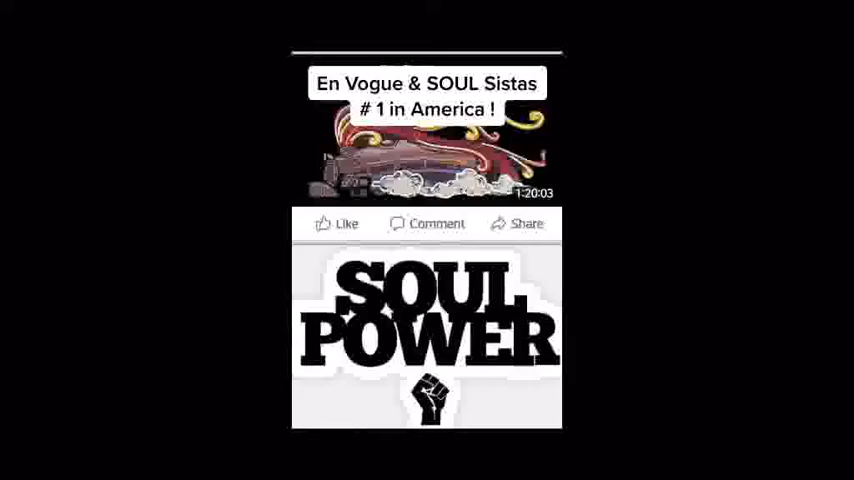 En Vogue & SOUL Sistas
# 1 in America !
1:20:03
Like Comment Share
SOUL
POWER